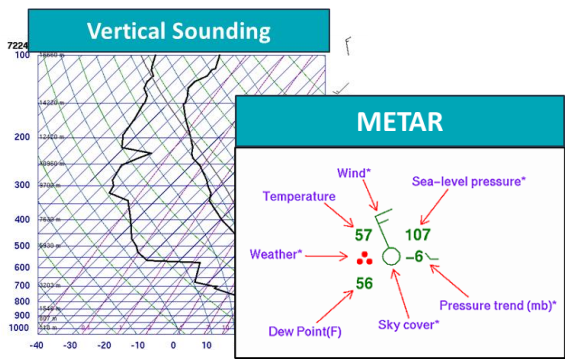 Vertical Sounding
7224
100
16660 m
200
300
400
500
600
700
800
900
1000
-40
-30
-20
-10
0
10
METAR
Wind*
Sea-level pressure*
Temperature
57
107
Weather*
-6
56
Pressure trend (mb)*
Dew Point(F)
Sky cover*